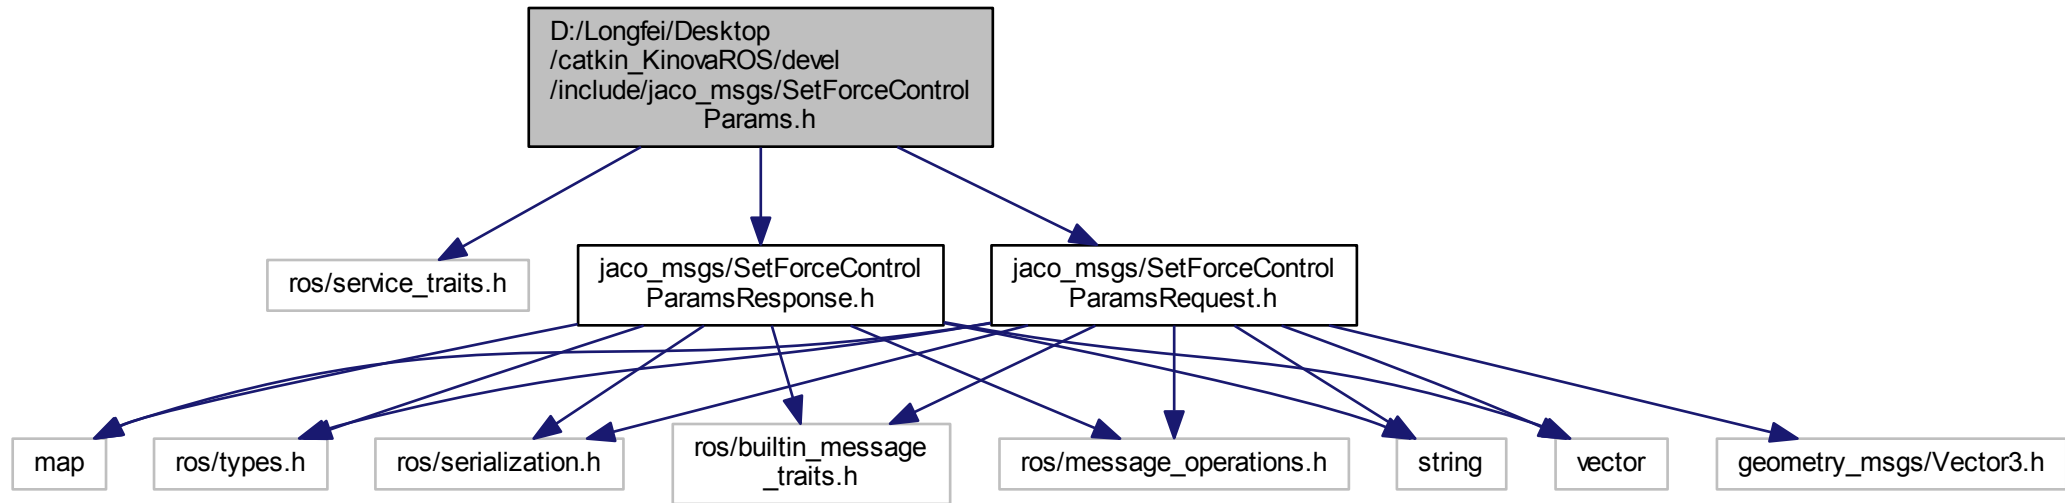 D:/Longfei/Desktop
/catkin_KinovaROS/devel
/include/jaco_msgs/SetForceControl
Params.h
ros/service_traits.h
jaco_msgs/SetForceControl
ParamsResponse.h
jaco_msgs/SetForceControl
ParamsRequest.h
map
ros/types.h
ros/serialization.h
ros/builtin_message
_traits.h
ros/message_operations.h
string
vector
geometry_msgs/Vector3.h